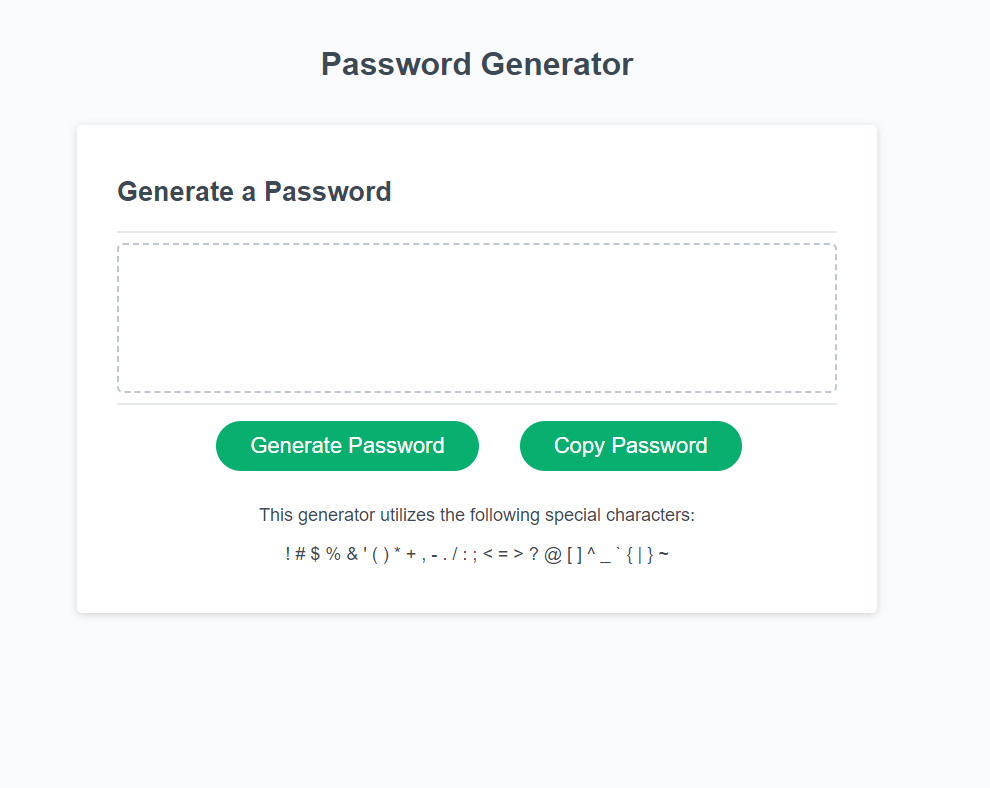 Password Generator
Generate a Password
Generate Password
Copy Password
This generator utilizes the following special characters:
! # $ % & ' ( ) * + , - . / : ; < = > ? @ [ ] ^ _ ` { | } ~